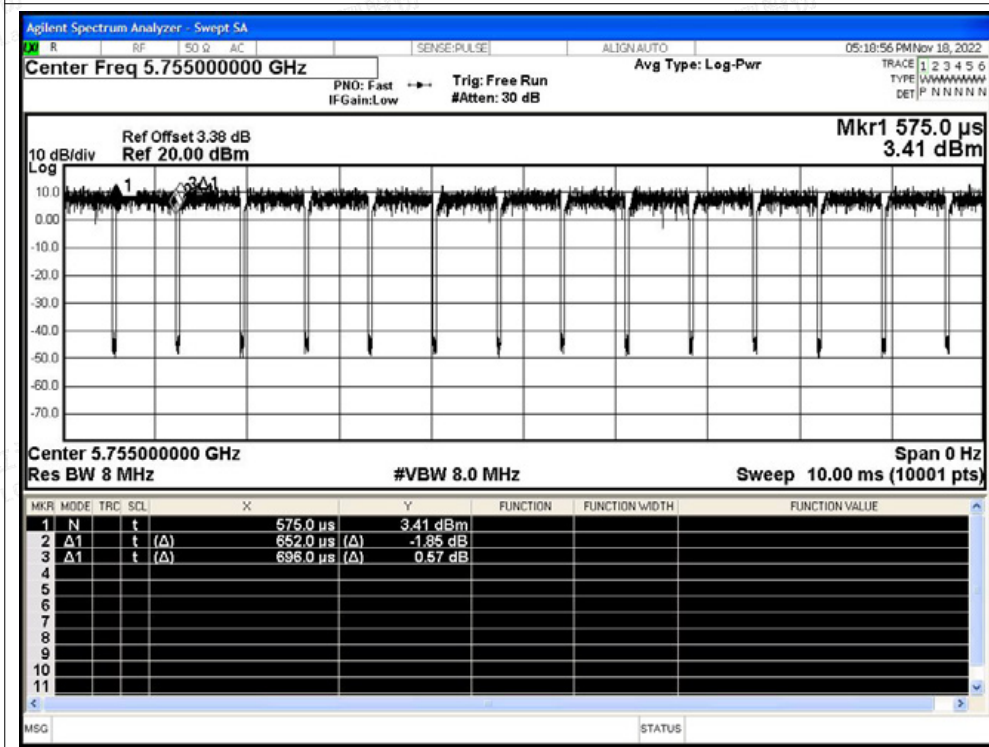 Agilent Spectrum Analyzer - Swept SA
LXI R RF 50 Ω AC SENSE:PULSE ALIGN AUTO 05:18:56 PM Nov 18, 2022
Center Freq 5.755000000 GHz
PNO: Fast
IFGain:Low
Trig: Free Run
#Atten: 30 dB
Avg Type: Log-Pwr
TRACE 1 2 3 4 5 6
TYPE WWWWWW
DET P N N N N N
Mkr1 575.0 µs
3.41 dBm
Ref Offset 3.38 dB
10 dB/div Ref 20.00 dBm
Log
1 3Δ1
10.0
0.00
-10.0
-20.0
-30.0
-40.0
-50.0
-60.0
-70.0
Center 5.755000000 GHz Span 0 Hz
Res BW 8 MHz #VBW 8.0 MHz Sweep 10.00 ms (10001 pts)
MKR MODE TRC SCL X Y FUNCTION FUNCTION WIDTH FUNCTION VALUE
1 N t 575.0 µs 3.41 dBm
2 Δ1 t (Δ) 652.0 µs (Δ) -1.85 dB
3 Δ1 t (Δ) 696.0 µs (Δ) 0.57 dB
4
5
6
7
8
9
10
11
MSG STATUS